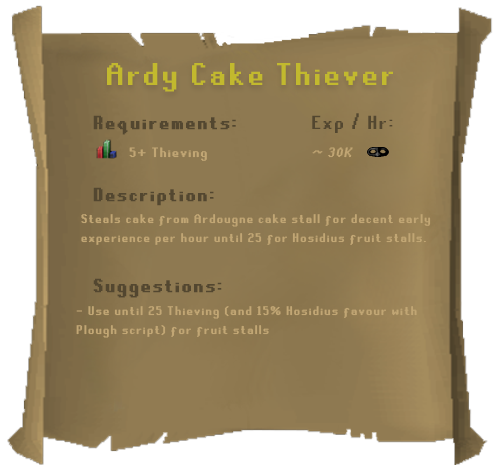 Ardy Cake Thiever
Requirements:
Exp / Hr:
5+ Thieving
~ 30K
Description:
Steals cake from Ardougne cake stall for decent early
experience per hour until 25 for Hosidius fruit stalls.
Suggestions:
- Use until 25 Thieving (and 15% Hosidius favour with
Plough script) for fruit stalls